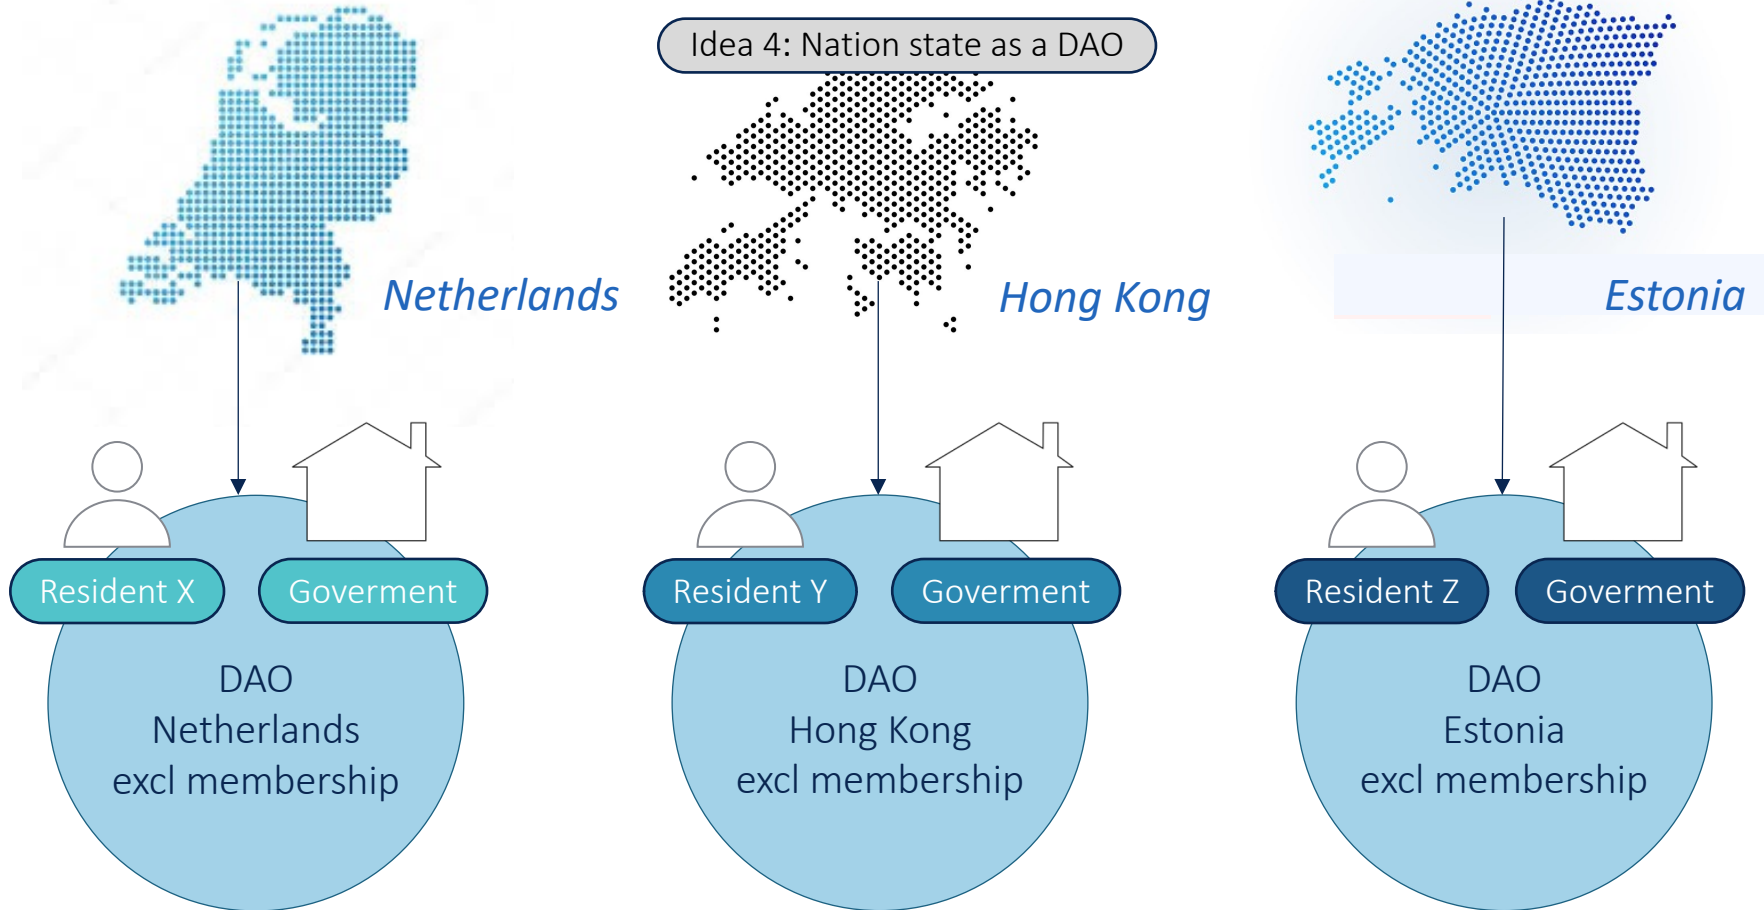 Idea 4: Nation state as a DAO
Netherlands
Hong Kong
Estonia
Resident X
Goverment
Resident Y
Goverment
Resident Z
Goverment
DAO
Netherlands
excl membership
DAO
Hong Kong
excl membership
DAO
Estonia
excl membership